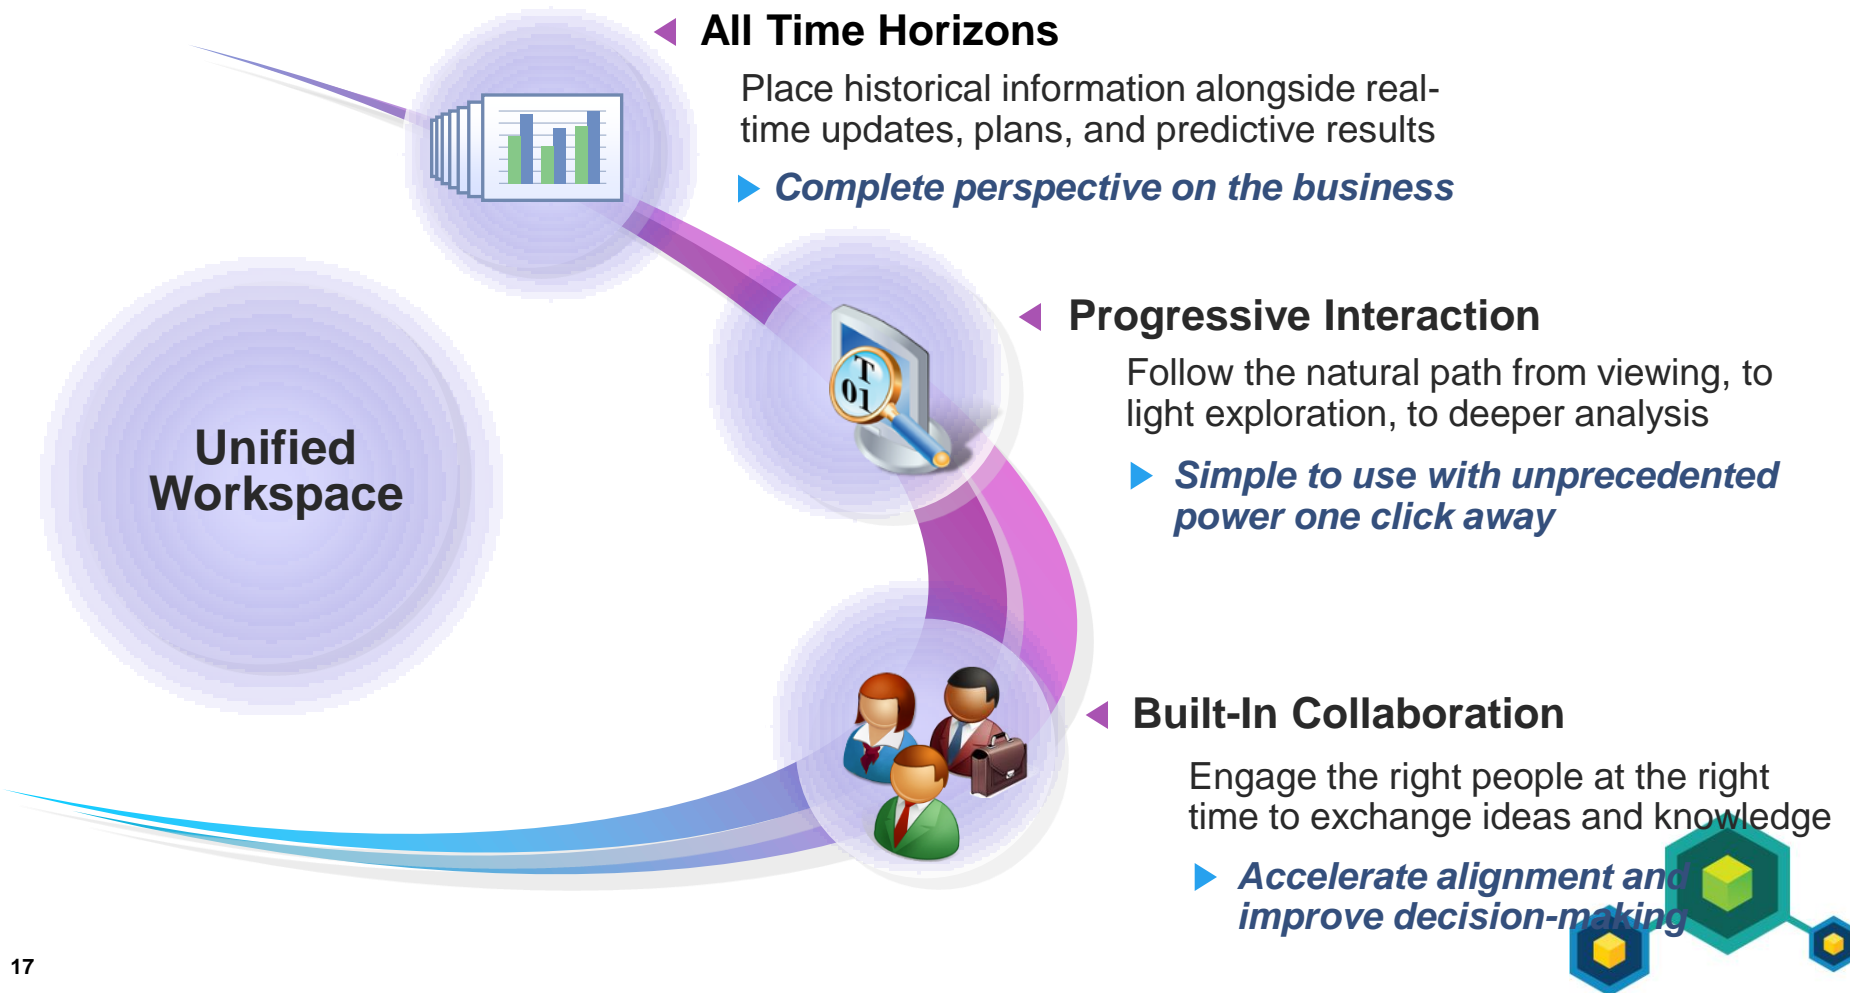 All Time Horizons
Place historical information alongside real-
time updates, plans, and predictive results
Complete perspective on the business
Progressive Interaction
Follow the natural path from viewing, to
light exploration, to deeper analysis
Simple to use with unprecedented
power one click away
Unified
Workspace
T
01
Built-In Collaboration
Engage the right people at the right
time to exchange ideas and knowledge
Accelerate alignment and
improve decision-making
17